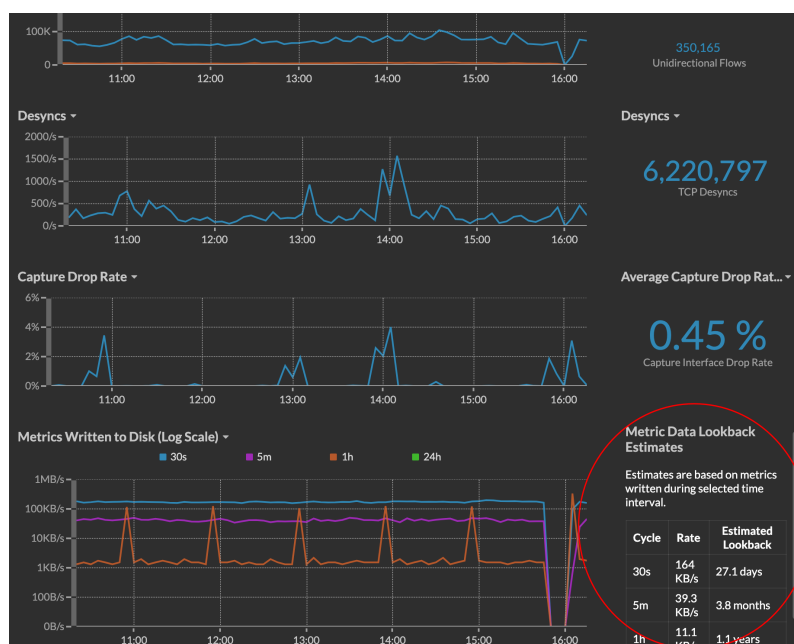 100K
0
11:00 12:00 13:00 14:00 15:00 16:00
350,165
Unidirectional Flows
Desyncs
2000/s
1500/s
1000/s
500/s
0/s
11:00 12:00 13:00 14:00 15:00 16:00
Desyncs
6,220,797
TCP Desyncs
Capture Drop Rate
6%
4%
2%
0%
11:00 12:00 13:00 14:00 15:00 16:00
Average Capture Drop Rat...
0.45 %
Capture Interface Drop Rate
Metrics Written to Disk (Log Scale)
30s 5m 1h 24h
1MB/s
100KB/s
10KB/s
1KB/s
100B/s
0B/s
11:00 12:00 13:00 14:00 15:00 16:00
Metric Data Lookback
Estimates
Estimates are based on metrics
written during selected time
interval.
Cycle Rate Estimated Lookback
30s 164 KB/s 27.1 days
5m 39.3 KB/s 3.8 months
1h 11.1 KB/s 1.1 years